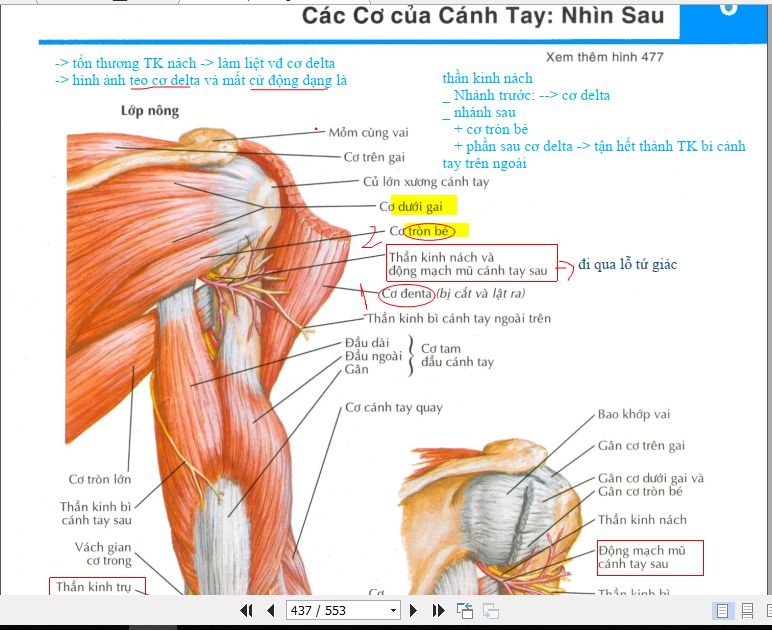 Các Cơ của Cánh Tay: Nhìn Sau
Xem thêm hình 477
-> tổn thương TK nách -> làm liệt vđ cơ delta
-> hình ảnh teo cơ delta và mất cử động dạng là
thần kinh nách
_ Nhánh trước: --> cơ delta
_ nhánh sau
+ cơ tròn bé
+ phần sau cơ delta -> tận hết thành TK bì cánh
tay trên ngoài
Lớp nông
Mỏm cùng vai
Cơ trên gai
Củ lớn xương cánh tay
Cơ dưới gai
2 Cơ tròn bé
Thần kinh nách và
động mạch mũ cánh tay sau
đi qua lỗ tứ giác
1 Cơ đenta (bị cắt và lật ra)
Thần kinh bì cánh tay ngoài trên
Đầu dài
Đầu ngoài
Gân
Cơ tam
đầu cánh tay
Cơ cánh tay quay
Cơ tròn lớn
Thần kinh bì
cánh tay sau
Vách gian
cơ trong
Thần kinh trụ
Bao khớp vai
Gân cơ trên gai
Gân cơ dưới gai và
Gân cơ tròn bé
Thần kinh nách
Động mạch mũ
cánh tay sau
Thần kinh bì
Cơ
437 / 553